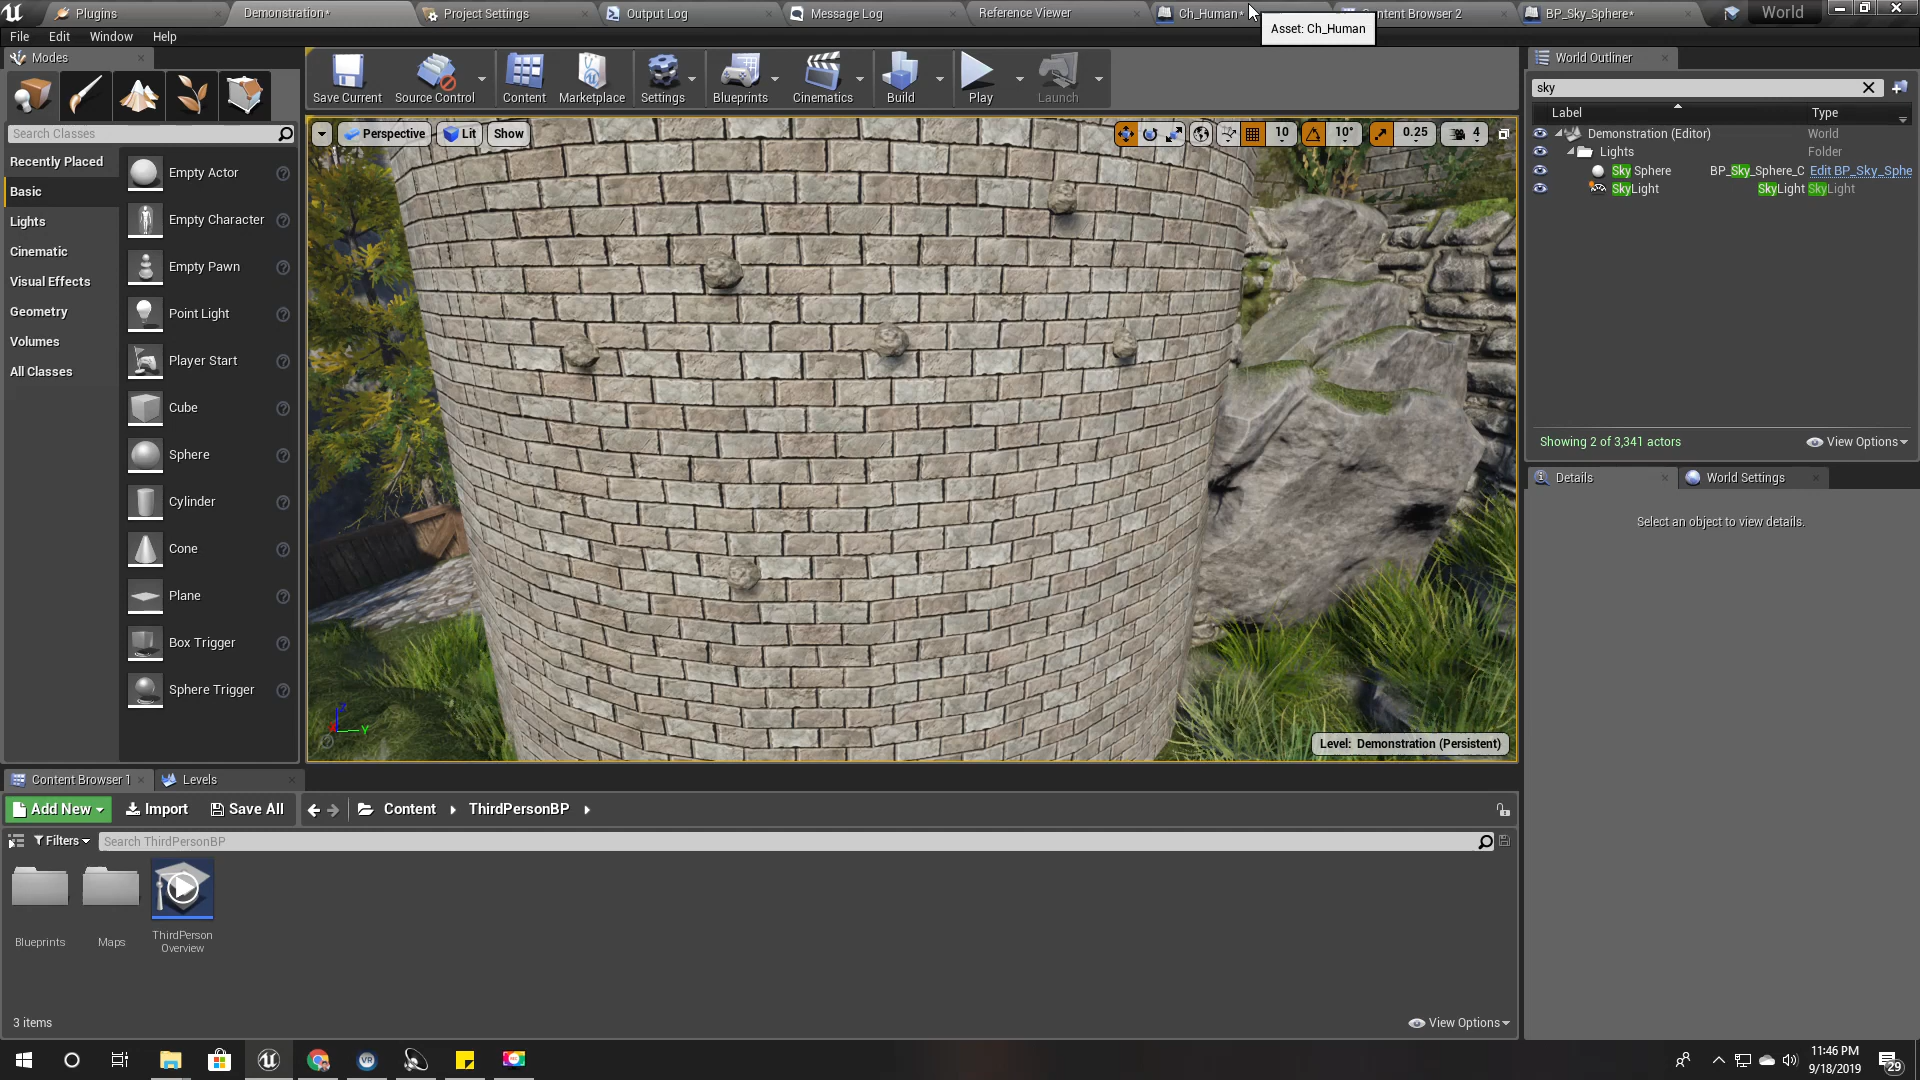 Plugins
Demonstration*
Project Settings
Output Log
Message Log
Reference Viewer
Ch_Human*
Content Browser 2
BP_Sky_Sphere*
World
Asset: Ch_Human
File Edit Window Help
Modes
Save Current
Source Control
Content
Marketplace
Settings
Blueprints
Cinematics
Build
Play
Launch
World Outliner
sky
Label Type
Search Classes
Perspective Lit Show
10 10° 0.25 4
Demonstration (Editor) World
Lights Folder
Sky Sphere BP_Sky_Sphere_C Edit BP_Sky_Sphe
SkyLight SkyLight SkyLight
Recently Placed
Basic
Lights
Cinematic
Visual Effects
Geometry
Volumes
All Classes
Empty Actor
Empty Character
Empty Pawn
Point Light
Player Start
Cube
Sphere
Cylinder
Cone
Plane
Box Trigger
Sphere Trigger
Showing 2 of 3,341 actors View Options
Details World Settings
Select an object to view details.
Z
X
Y
Level: Demonstration (Persistent)
Content Browser 1 Levels
Add New Import Save All Content ThirdPersonBP
Filters Search ThirdPersonBP
Blueprints
Maps
ThirdPerson
Overview
3 items View Options
VR
11:46 PM
9/18/2019
29